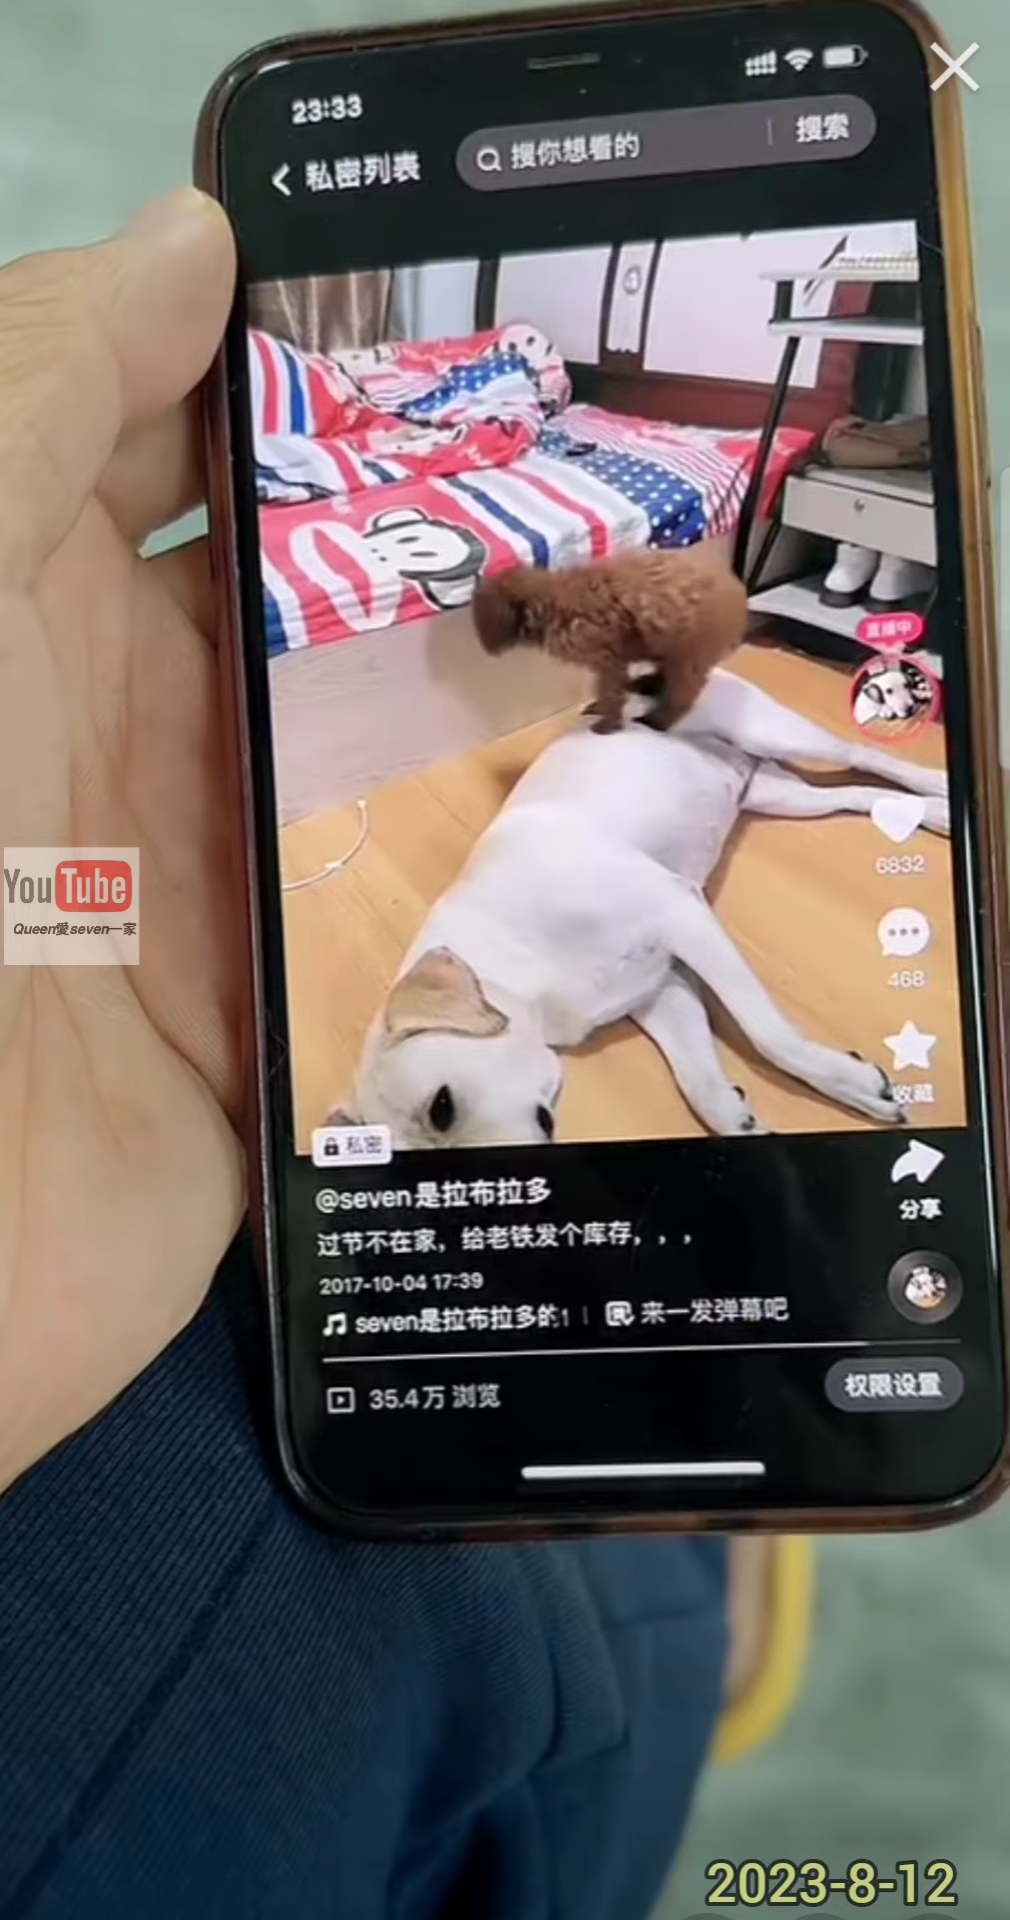 23:33
私密列表
搜你想看的
搜索
直播中
6832
468
收藏
私密
分享
@seven是拉布拉多
过节不在家，给老铁发个库存，，，
2017-10-04 17:39
seven是拉布拉多的
来一发弹幕吧
35.4万 浏览
权限设置
YouTube
Queen愛seven一家
2023-8-12